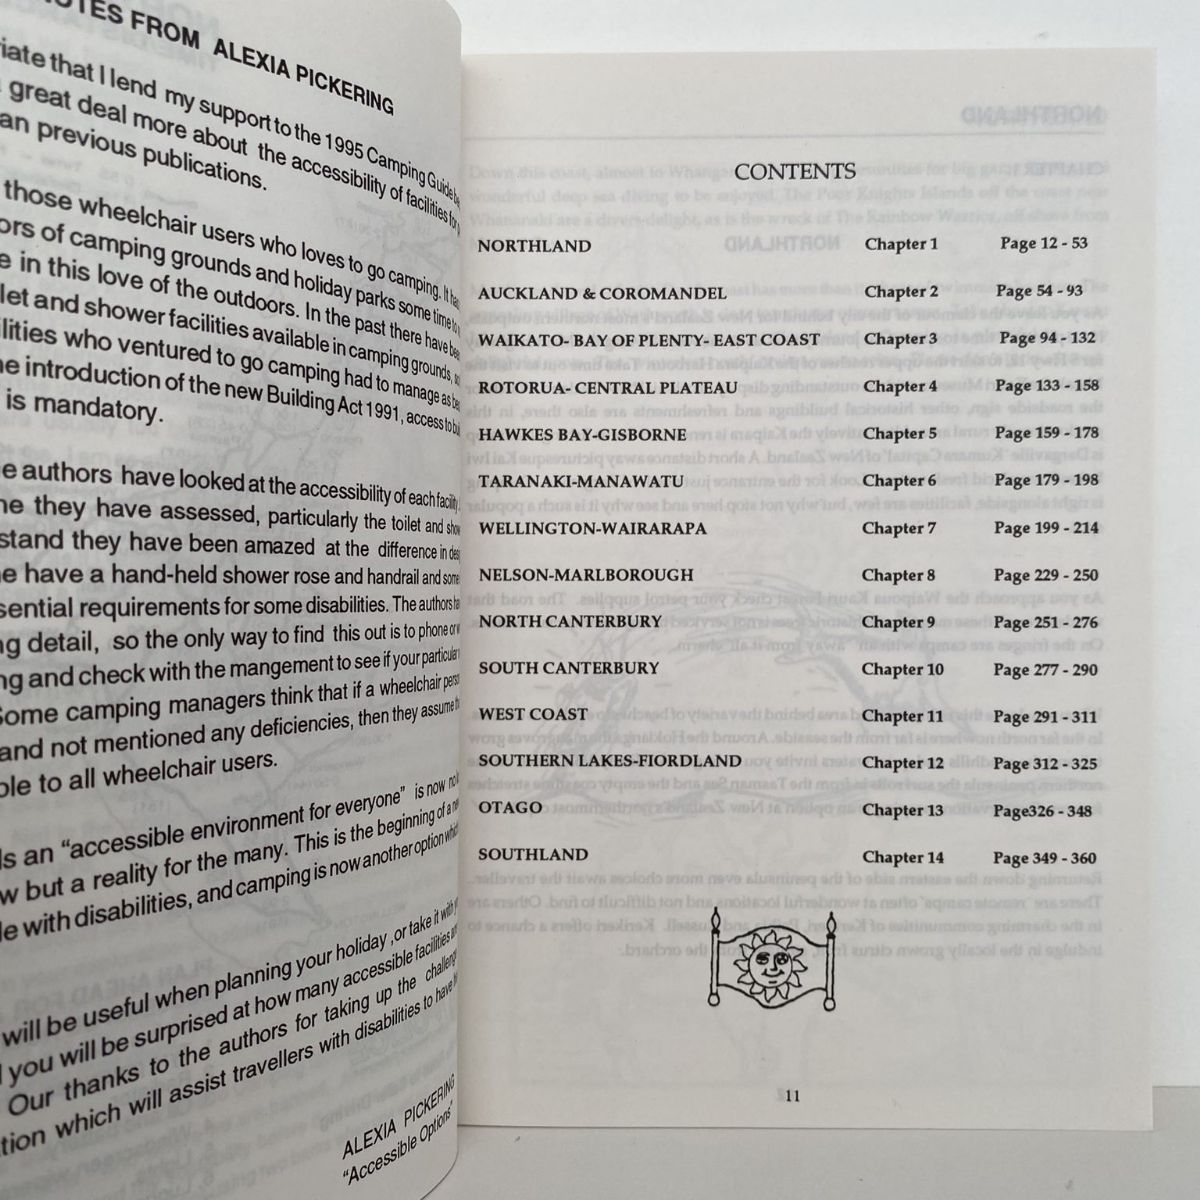 NOTES FROM ALEXIA PICKERING
that I lend my support to the 1995 Camping Guide
great deal more about the accessibility of facilities for
previous publications.
those wheelchair users who loves to go camping. It
of camping grounds and holiday parks some time to
in this love of the outdoors. In the past there have
and shower facilities available in camping grounds,
who ventured to go camping had to manage as
introduction of the new Building Act 1991, access to
is mandatory.
authors have looked at the accessibility of each facility
they have assessed, particularly the toilet and
they have been amazed at the difference in
have a hand-held shower rose and handrail and some
requirements for some disabilities. The authors
detail, so the only way to find this out is to phone or
and check with the mangement to see if your particular
Some camping managers think that if a wheelchair
and not mentioned any deficiencies, then they assume
to all wheelchair users.
is an “accessible environment for everyone” is now
but a reality for the many. This is the beginning of a
with disabilities, and camping is now another option which
will be useful when planning your holiday ,or take it with
you will be surprised at how many accessible facilities
Our thanks to the authors for taking up the challenge
which will assist travellers with disabilities to have
ALEXIA PICKERING
“Accessible Options”
CONTENTS
NORTHLAND Chapter 1 Page 12 - 53
AUCKLAND & COROMANDEL Chapter 2 Page 54 - 93
WAIKATO- BAY OF PLENTY- EAST COAST Chapter 3 Page 94 - 132
ROTORUA- CENTRAL PLATEAU Chapter 4 Page 133 - 158
HAWKES BAY-GISBORNE Chapter 5 Page 159 - 178
TARANAKI-MANAWATU Chapter 6 Page 179 - 198
WELLINGTON-WAIRARAPA Chapter 7 Page 199 - 214
NELSON-MARLBOROUGH Chapter 8 Page 229 - 250
NORTH CANTERBURY Chapter 9 Page 251 - 276
SOUTH CANTERBURY Chapter 10 Page 277 - 290
WEST COAST Chapter 11 Page 291 - 311
SOUTHERN LAKES-FIORDLAND Chapter 12 Page 312 - 325
OTAGO Chapter 13 Page326 - 348
SOUTHLAND Chapter 14 Page 349 - 360
11